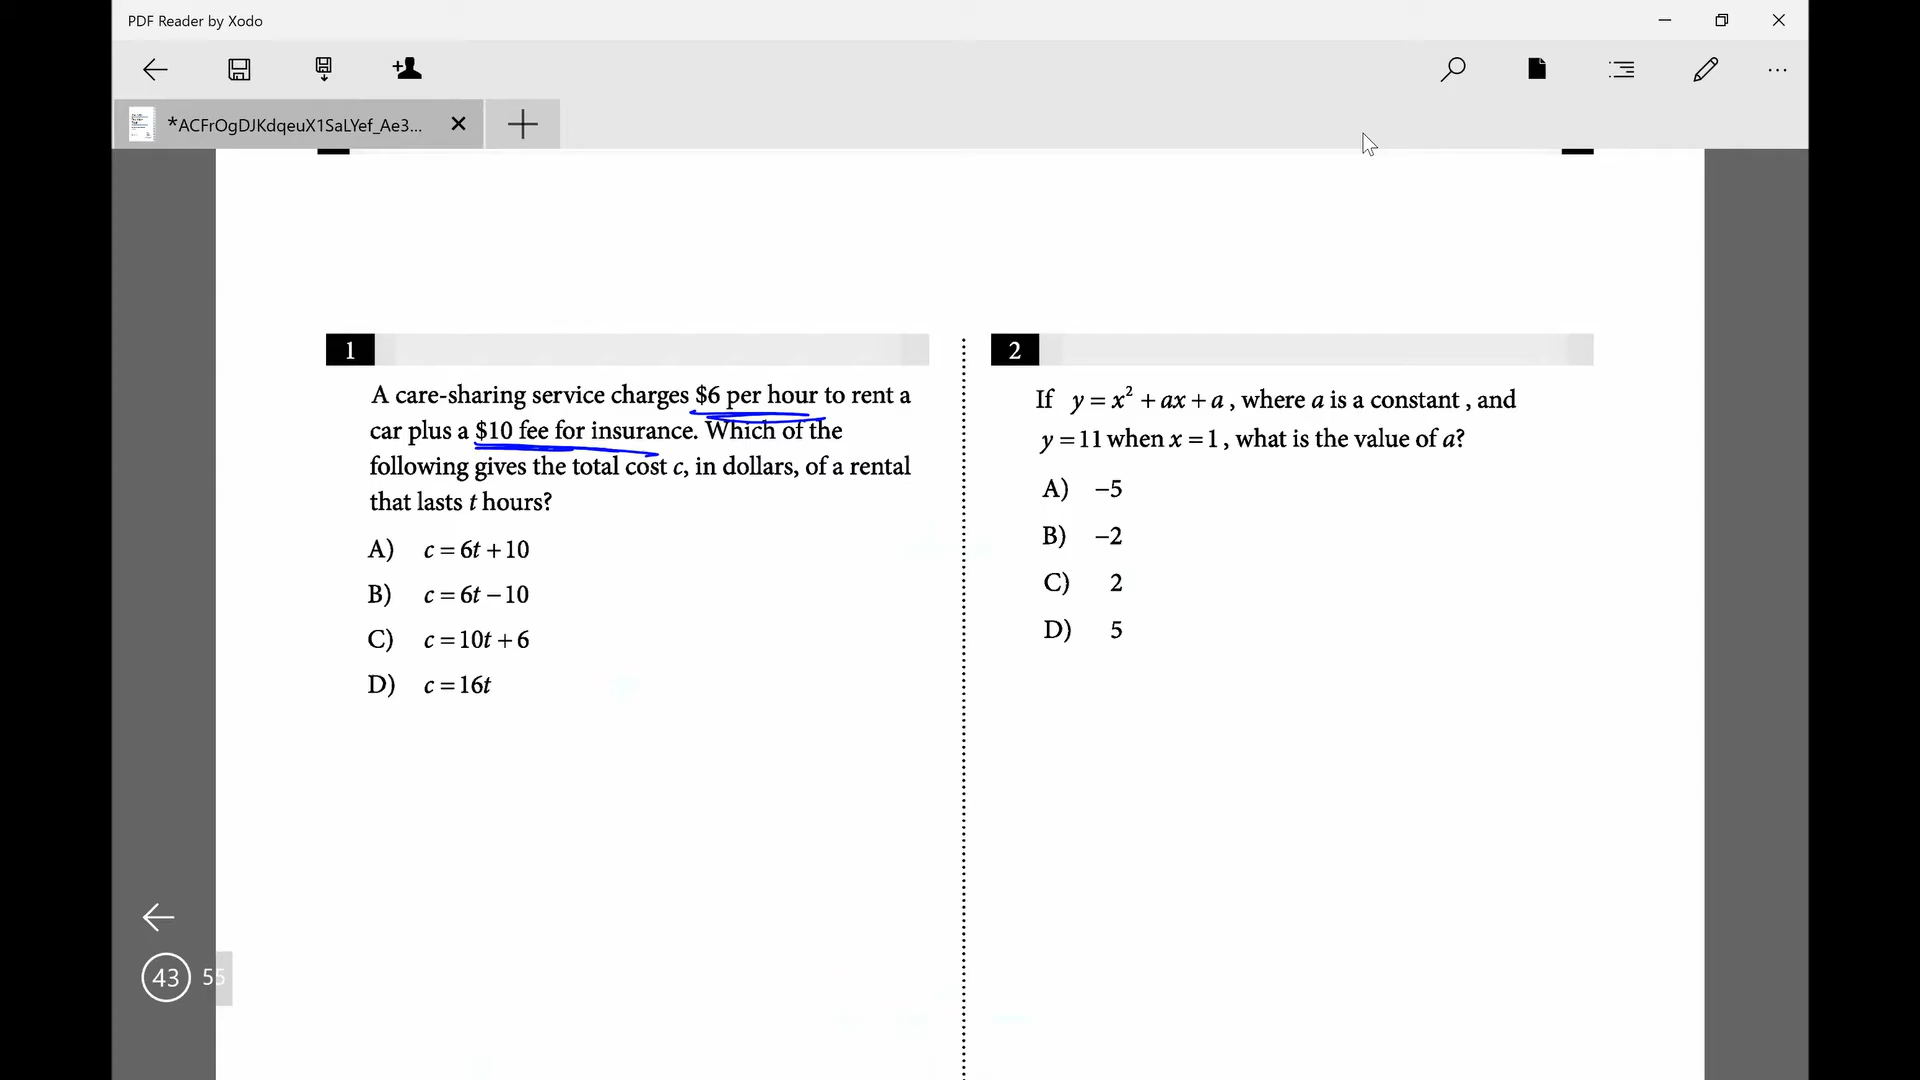 PDF Reader by Xodo
*ACFrOgDJKdqeuX1SaLYef_Ae3...
1
A care-sharing service charges $6 per hour to rent a
car plus a $10 fee for insurance. Which of the
following gives the total cost c, in dollars, of a rental
that lasts t hours?
A) c = 6t + 10
B) c = 6t − 10
C) c = 10t + 6
D) c = 16t
2
If y = x² + ax + a , where a is a constant , and
y = 11 when x = 1 , what is the value of a?
A) −5
B) −2
C) 2
D) 5
43 55